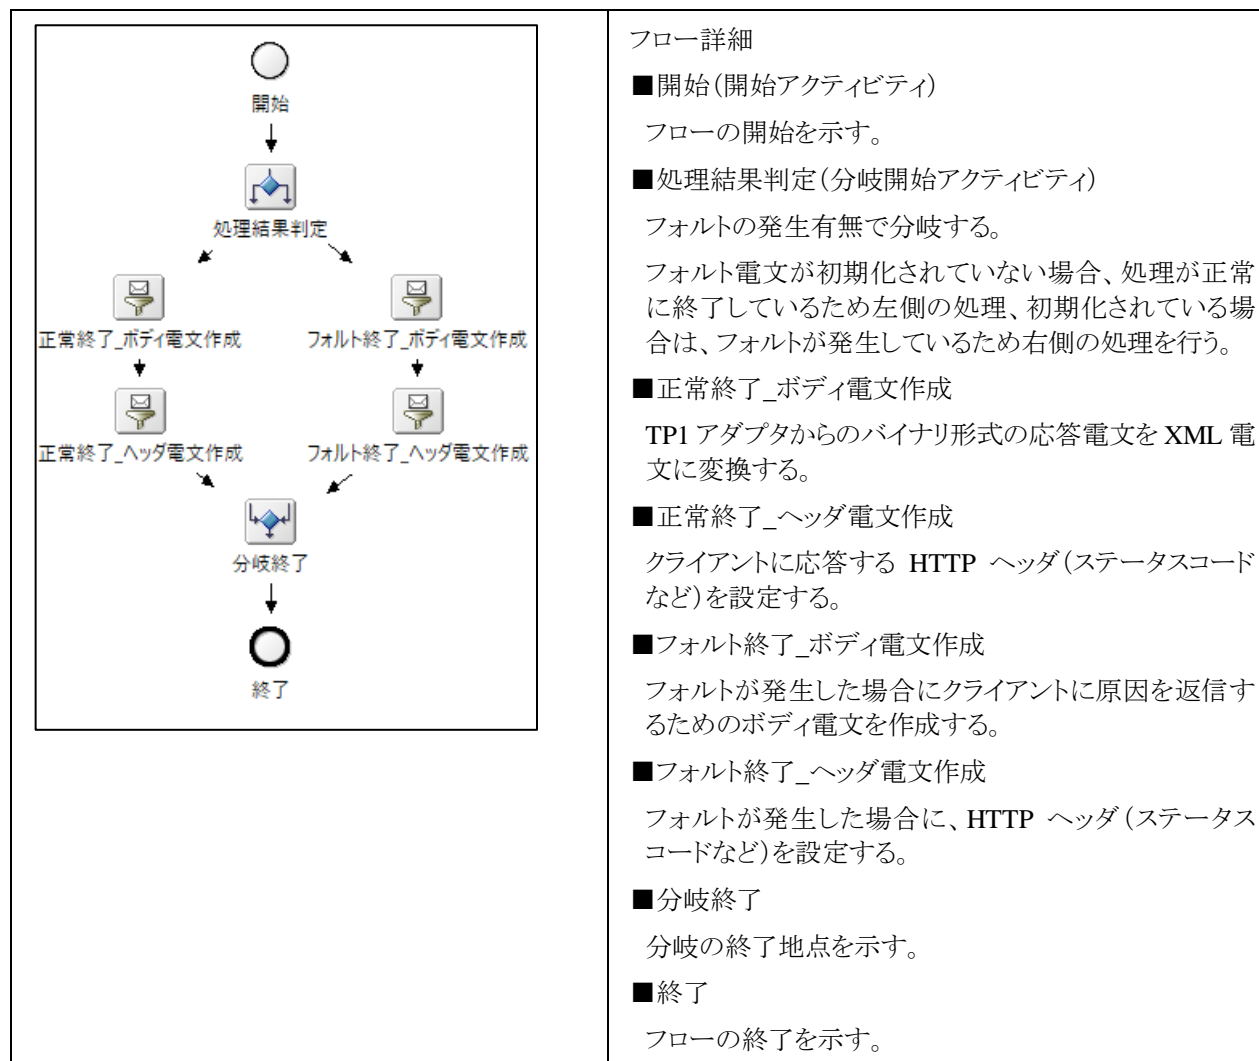 開始
処理結果判定
正常終了_ボディ電文作成
フォルト終了_ボディ電文作成
正常終了_ヘッダ電文作成
フォルト終了_ヘッダ電文作成
分岐終了
終了
フロー詳細
■開始(開始アクティビティ)
フローの開始を示す。
■処理結果判定(分岐開始アクティビティ)
フォルトの発生有無で分岐する。
フォルト電文が初期化されていない場合、処理が正常
に終了しているため左側の処理、初期化されている場
合は、フォルトが発生しているため右側の処理を行う。
■正常終了_ボディ電文作成
TP1 アダプタからのバイナリ形式の応答電文を XML 電
文に変換する。
■正常終了_ヘッダ電文作成
クライアントに応答する HTTP ヘッダ(ステータスコード
など)を設定する。
■フォルト終了_ボディ電文作成
フォルトが発生した場合にクライアントに原因を返信す
るためのボディ電文を作成する。
■フォルト終了_ヘッダ電文作成
フォルトが発生した場合に、HTTP ヘッダ(ステータス
コードなど)を設定する。
■分岐終了
分岐の終了地点を示す。
■終了
フローの終了を示す。